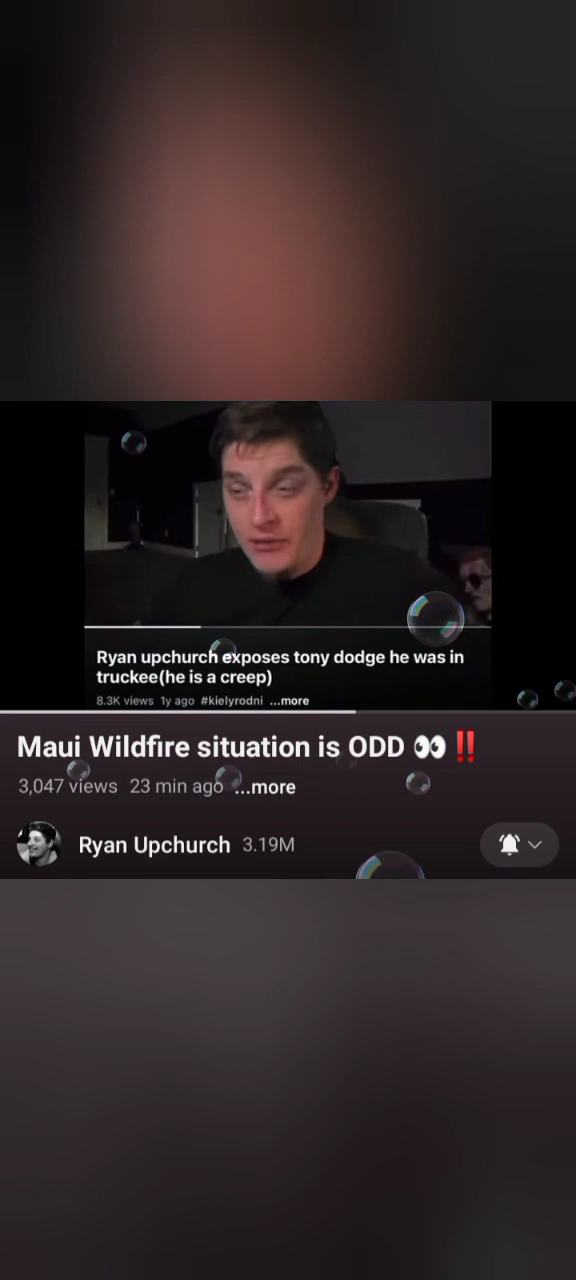 Ryan upchurch exposes tony dodge he was in
truckee(he is a creep)
8.3K views 1y ago #kielyrodni ...more
Maui Wildfire situation is ODD 👀‼️
3,047 views 23 min ago ...more
Ryan Upchurch 3.19M